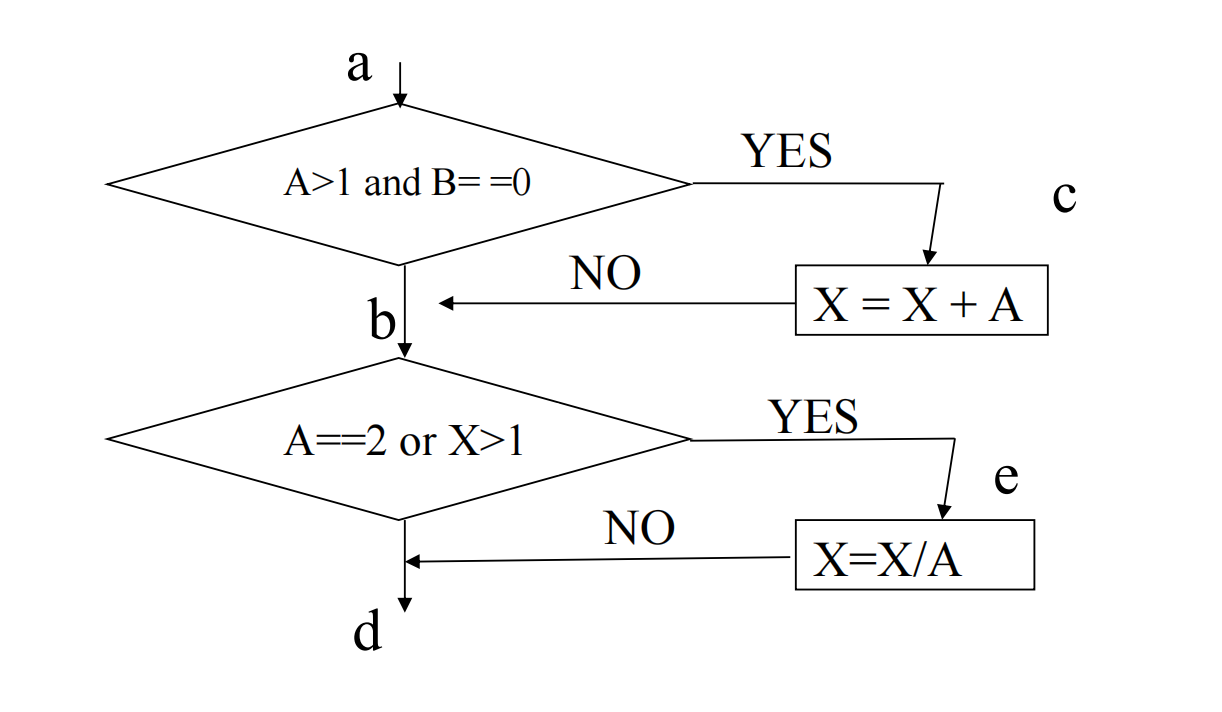 a
A>1 and B= =0
YES
c
NO
X = X + A
b
A==2 or X>1
YES
e
NO
X=X/A
d